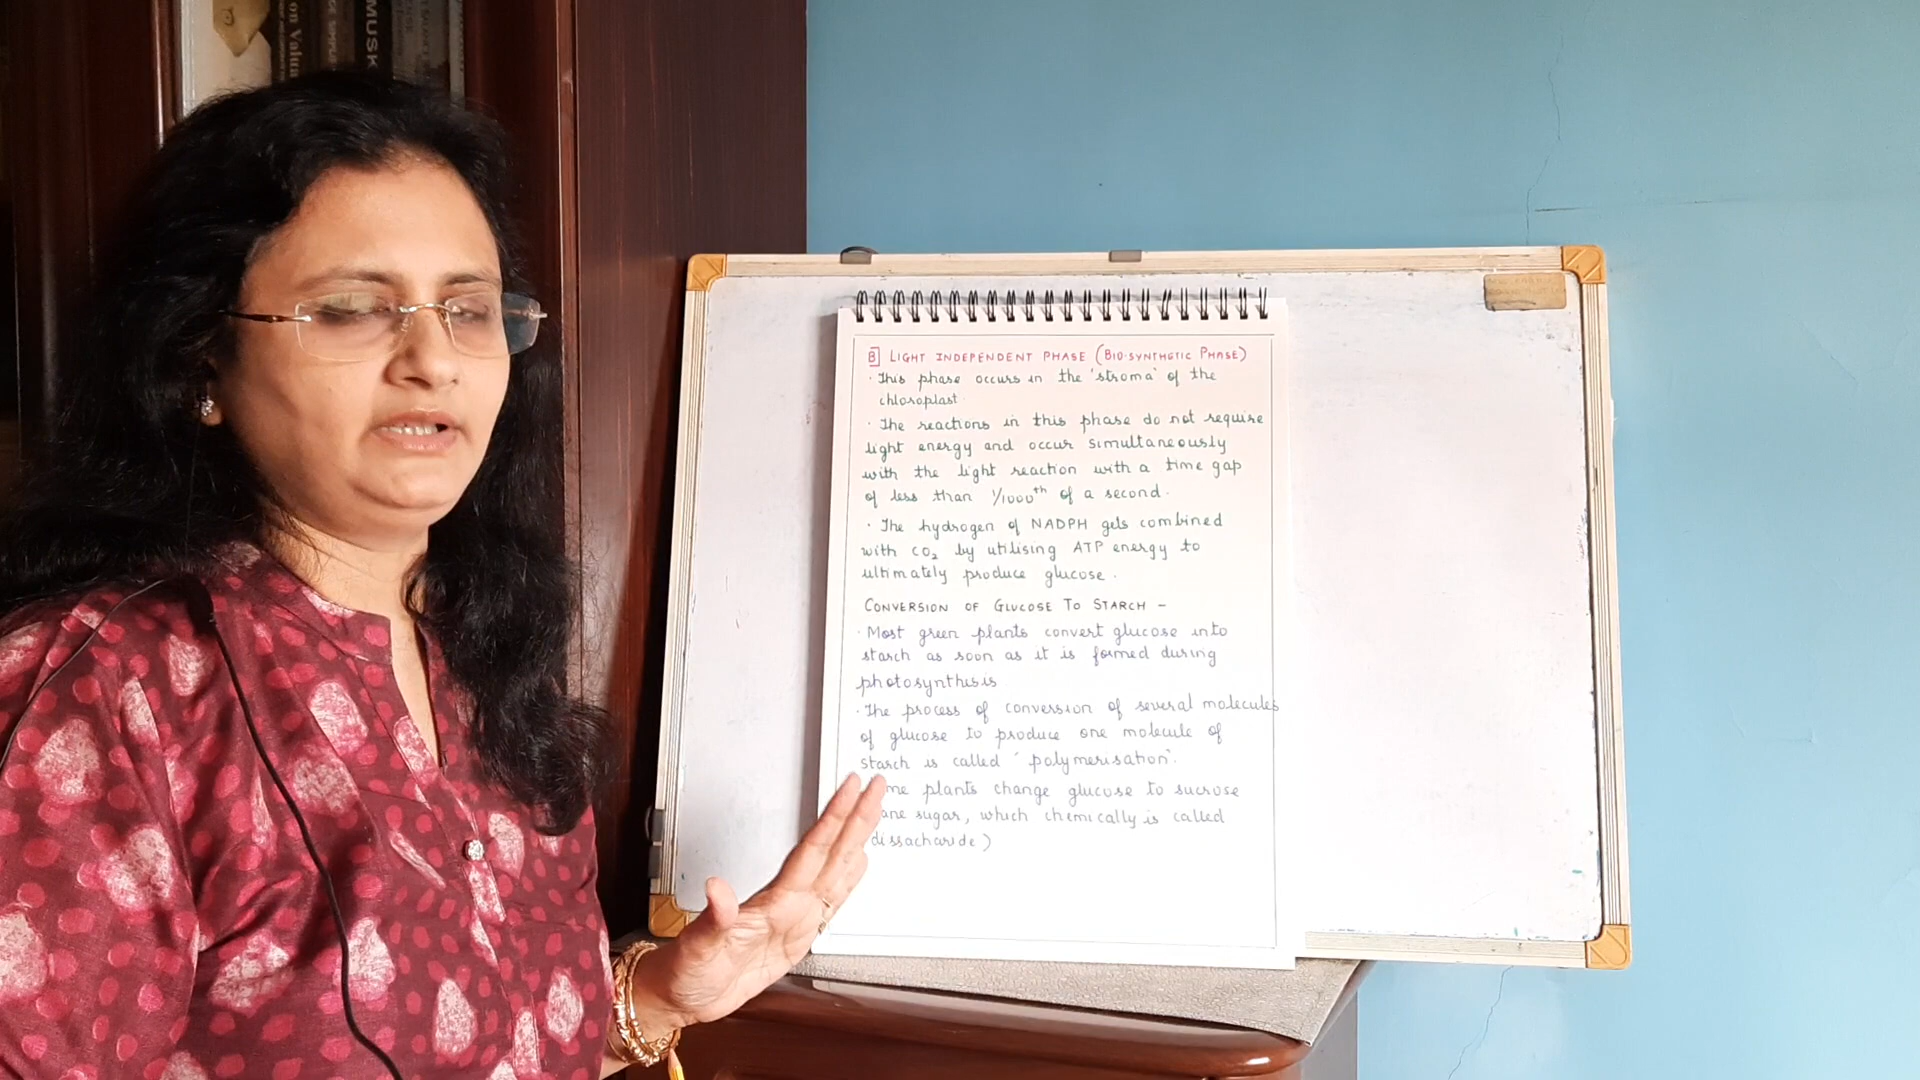 on Valu
MUSK
B] LIGHT INDEPENDENT PHASE (BIO-SYNTHETIC PHASE)
· This phase occurs in the 'stroma' of the
chloroplast.
· The reactions in this phase do not require
light energy and occur simultaneously
with the light reaction with a time gap
of less than 1/1000th of a second.
· The hydrogen of NADPH gets combined
with CO₂ by utilising ATP energy to
ultimately produce glucose.
CONVERSION OF GLUCOSE TO STARCH -
· Most green plants convert glucose into
starch as soon as it is formed during
photosynthesis
· The process of conversion of several molecules
of glucose to produce one molecule of
starch is called 'polymerisation'.
me plants change glucose to sucrose
ane sugar, which chemically is called
dissacharide)